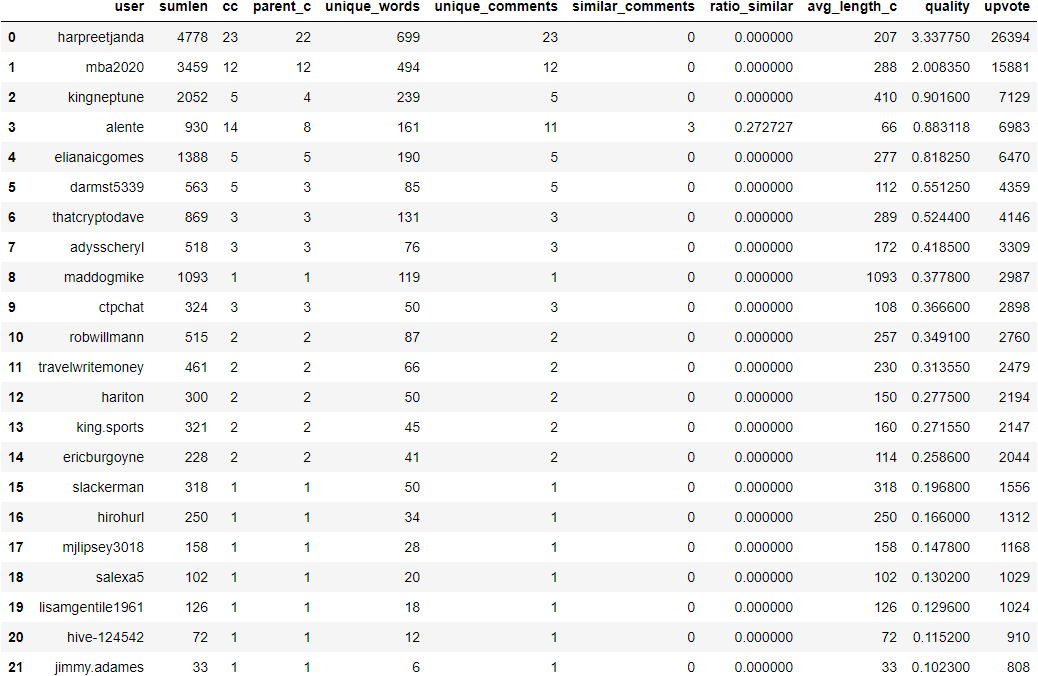 user sumlen cc parent_c unique_words unique_comments similar_comments ratio_similar avg_length_c quality upvote
0 harpreetjanda 4778 23 22 699 23 0 0.000000 207 3.337750 26394
1 mba2020 3459 12 12 494 12 0 0.000000 288 2.008350 15881
2 kingneptune 2052 5 4 239 5 0 0.000000 410 0.901600 7129
3 alente 930 14 8 161 11 3 0.272727 66 0.883118 6983
4 elianaicgomes 1388 5 5 190 5 0 0.000000 277 0.818250 6470
5 darmst5339 563 5 3 85 5 0 0.000000 112 0.551250 4359
6 thatcryptodave 869 3 3 131 3 0 0.000000 289 0.524400 4146
7 adysscheryl 518 3 3 76 3 0 0.000000 172 0.418500 3309
8 maddogmike 1093 1 1 119 1 0 0.000000 1093 0.377800 2987
9 ctpchat 324 3 3 50 3 0 0.000000 108 0.366600 2898
10 robwillmann 515 2 2 87 2 0 0.000000 257 0.349100 2760
11 travelwritemoney 461 2 2 66 2 0 0.000000 230 0.313550 2479
12 hariton 300 2 2 50 2 0 0.000000 150 0.277500 2194
13 king.sports 321 2 2 45 2 0 0.000000 160 0.271550 2147
14 ericburgoyne 228 2 2 41 2 0 0.000000 114 0.258600 2044
15 slackerman 318 1 1 50 1 0 0.000000 318 0.196800 1556
16 hirohurl 250 1 1 34 1 0 0.000000 250 0.166000 1312
17 mjlipsey3018 158 1 1 28 1 0 0.000000 158 0.147800 1168
18 salexa5 102 1 1 20 1 0 0.000000 102 0.130200 1029
19 lisamgentile1961 126 1 1 18 1 0 0.000000 126 0.129600 1024
20 hive-124542 72 1 1 12 1 0 0.000000 72 0.115200 910
21 jimmy.adames 33 1 1 6 1 0 0.000000 33 0.102300 808